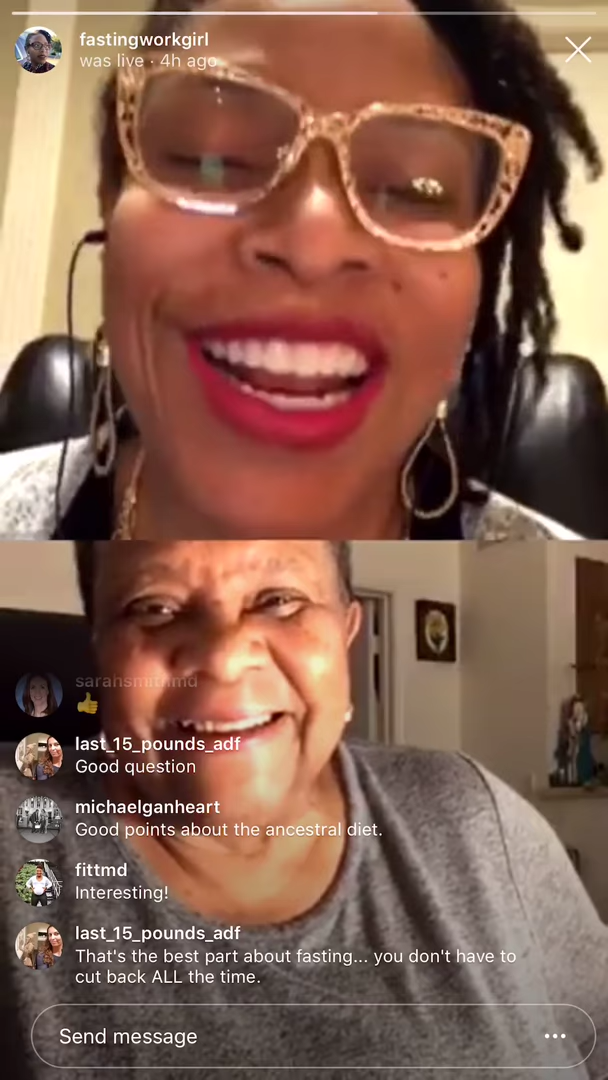 fastingworkgirl
was live · 4h ago
sarahsmithmd
👍
last_15_pounds_adf
Good question
michaelganheart
Good points about the ancestral diet.
fittmd
Interesting!
last_15_pounds_adf
That's the best part about fasting... you don't have to
cut back ALL the time.
Send message